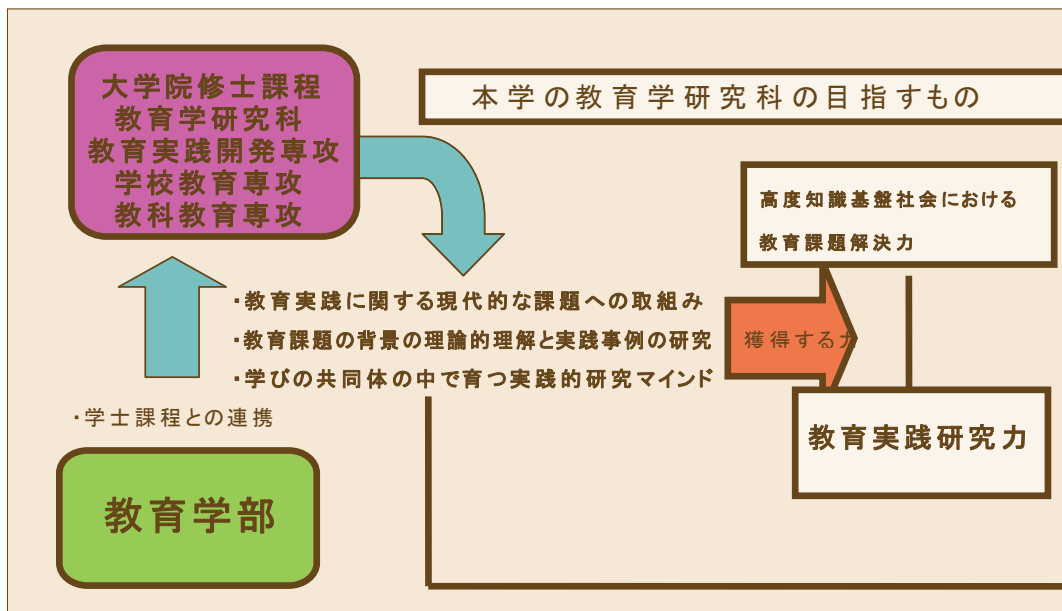 大学院修士課程
教育学研究科
教育実践開発専攻
学校教育専攻
教科教育専攻
本学の教育学研究科の目指すもの
高度知識基盤社会における
教育課題解決力
・教育実践に関する現代的な課題への取組み
・教育課題の背景の理論的理解と実践事例の研究
・学びの共同体の中で育つ実践的研究マインド
獲得する力
教育実践研究力
・学士課程との連携
教育学部